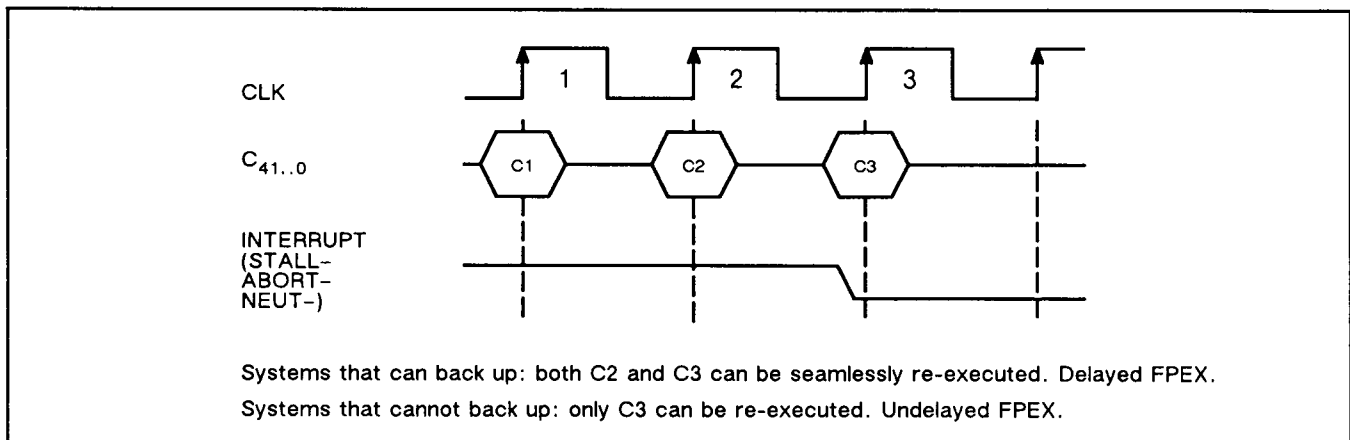 CLK
1
2
3
C41..0
C1
C2
C3
INTERRUPT
(STALL-
ABORT-
NEUT-)
Systems that can back up: both C2 and C3 can be seamlessly re-executed. Delayed FPEX.
Systems that cannot back up: only C3 can be re-executed. Undelayed FPEX.